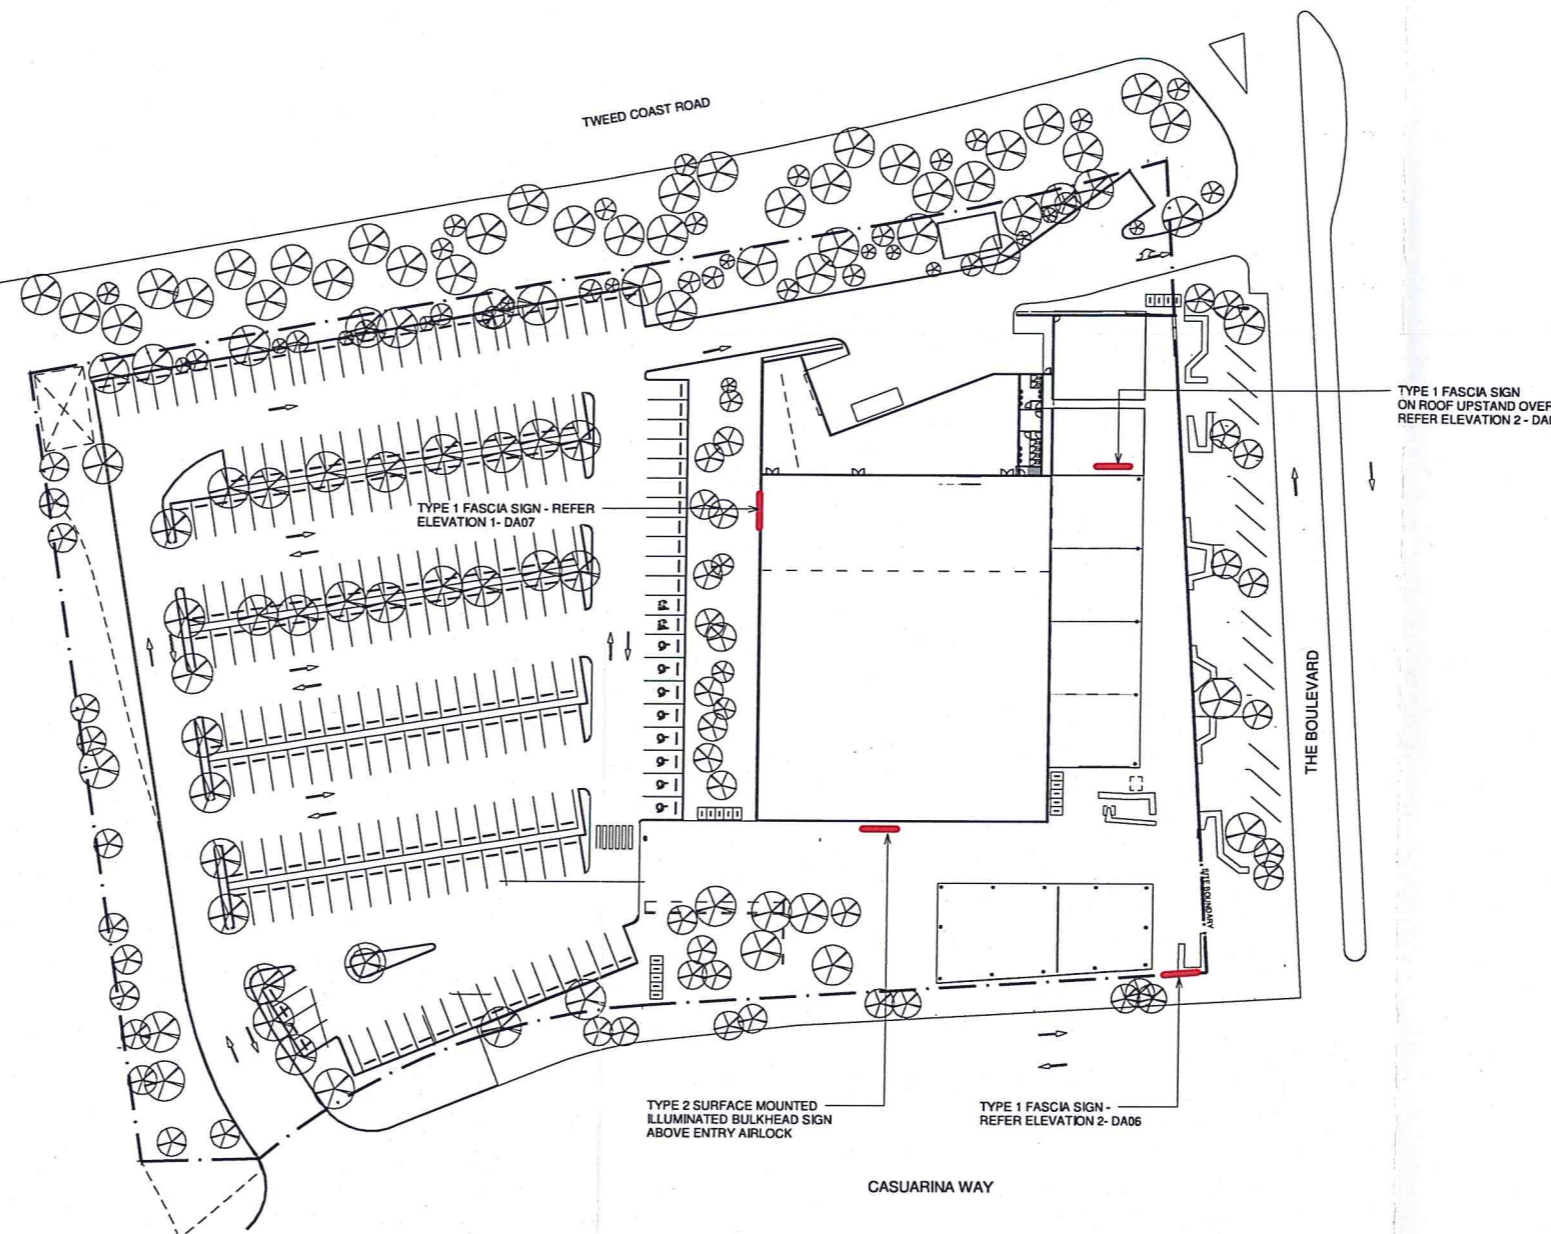 TWEED COAST ROAD
TYPE 1 FASCIA SIGN
ON ROOF UPSTAND OVER
REFER ELEVATION 2 - DA
TYPE 1 FASCIA SIGN - REFER
ELEVATION 1- DA07
THE BOULEVARD
SITE BOUNDARY
TYPE 2 SURFACE MOUNTED
ILLUMINATED BULKHEAD SIGN
ABOVE ENTRY AIRLOCK
TYPE 1 FASCIA SIGN -
REFER ELEVATION 2- DA06
CASUARINA WAY